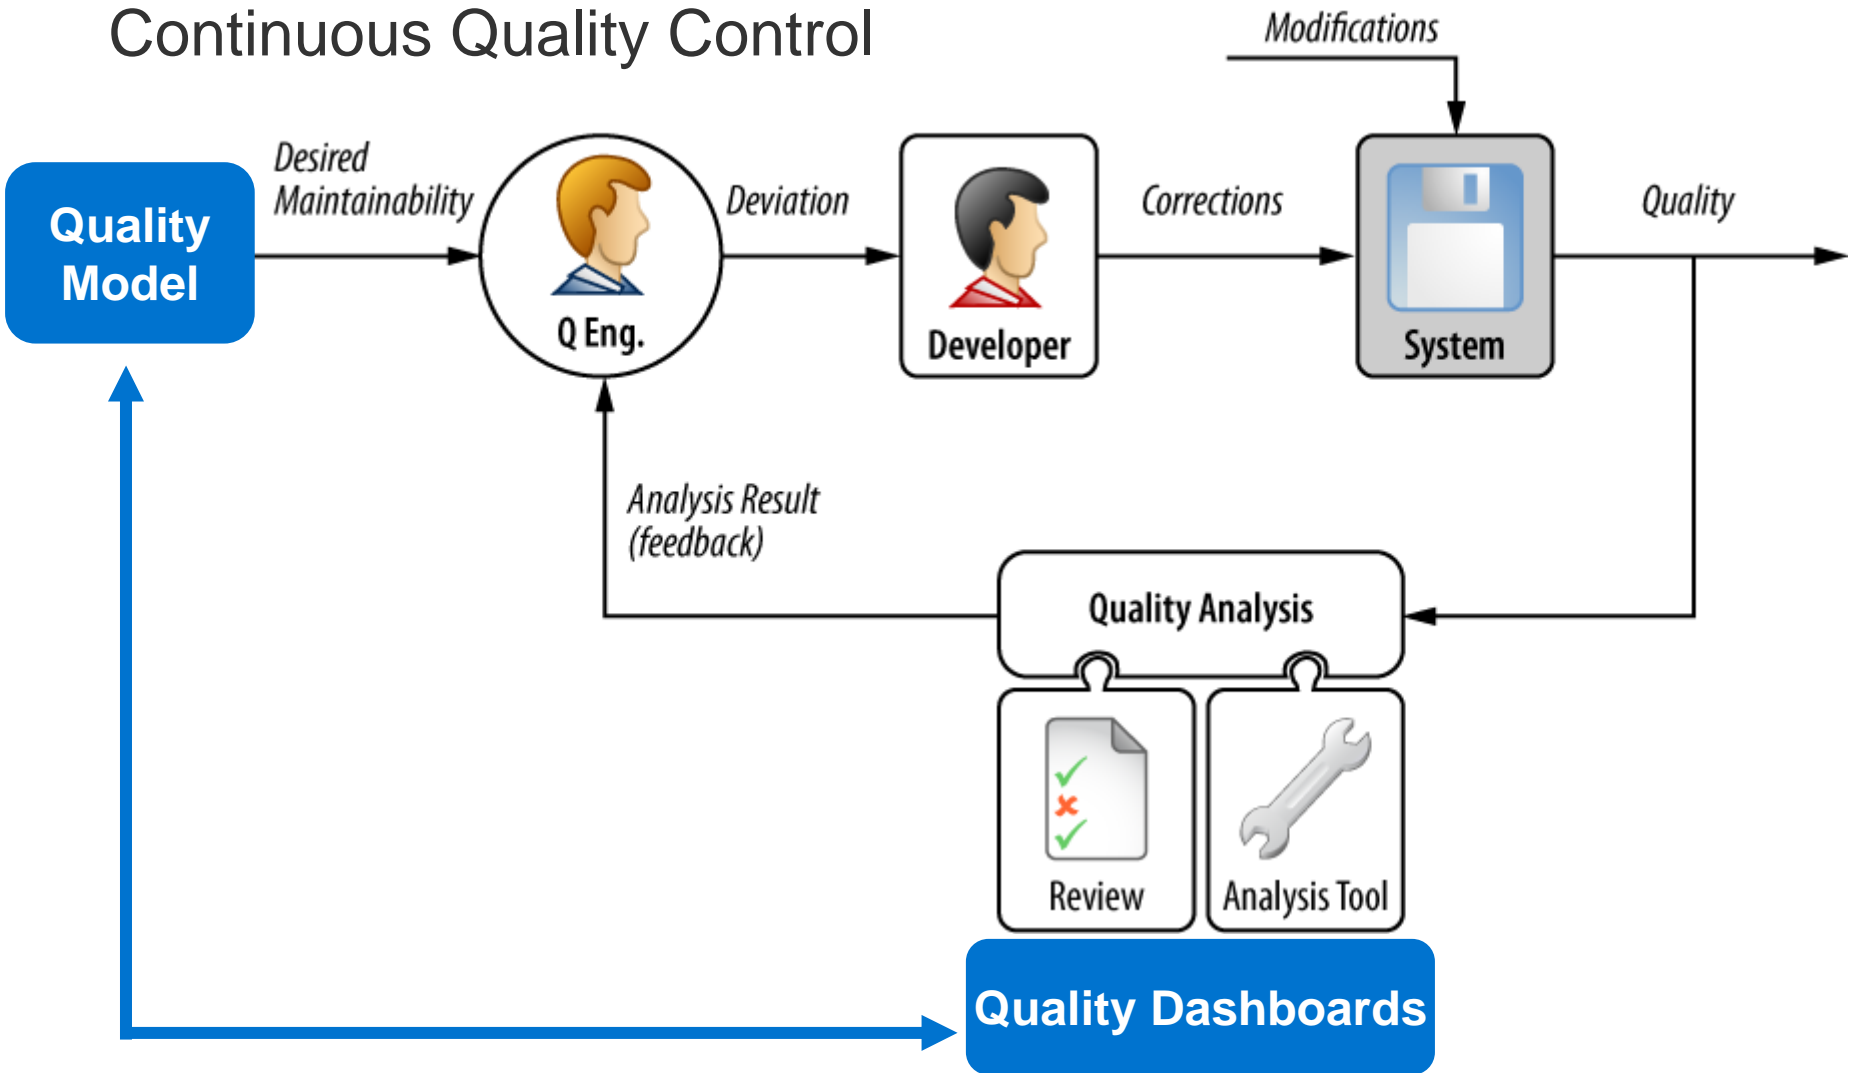 Continuous Quality Control
Modifications
Desired
Maintainability
Quality
Model
Q Eng.
Deviation
Developer
Corrections
System
Quality
Analysis Result
(feedback)
Quality Analysis
Review
Analysis Tool
Quality Dashboards